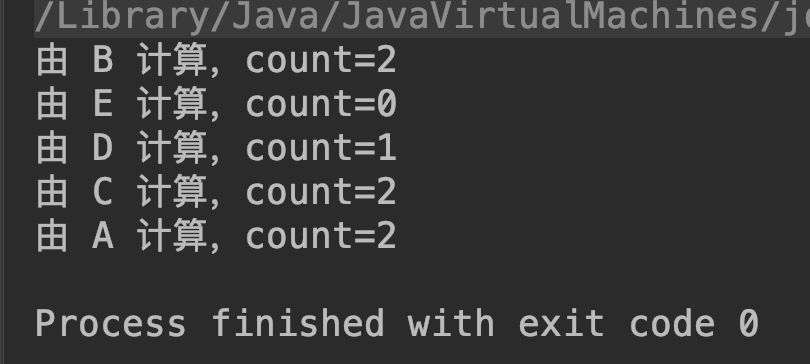 /Library/Java/JavaVirtualMachines/j
由 B 计算, count=2
由 E 计算, count=0
由 D 计算, count=1
由 C 计算, count=2
由 A 计算, count=2
Process finished with exit code 0